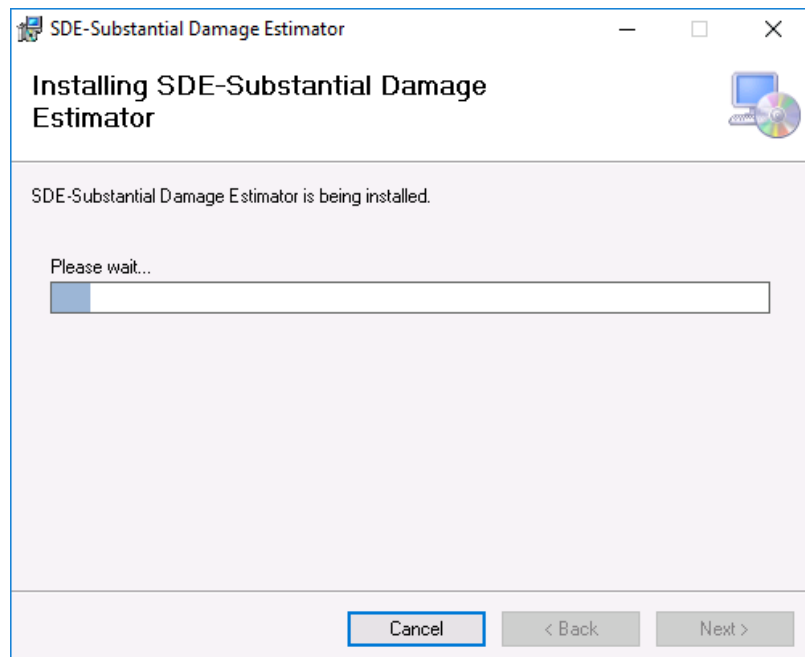 SDE-Substantial Damage Estimator
Installing SDE-Substantial Damage
Estimator
SDE-Substantial Damage Estimator is being installed.
Please wait...
Cancel
< Back
Next >